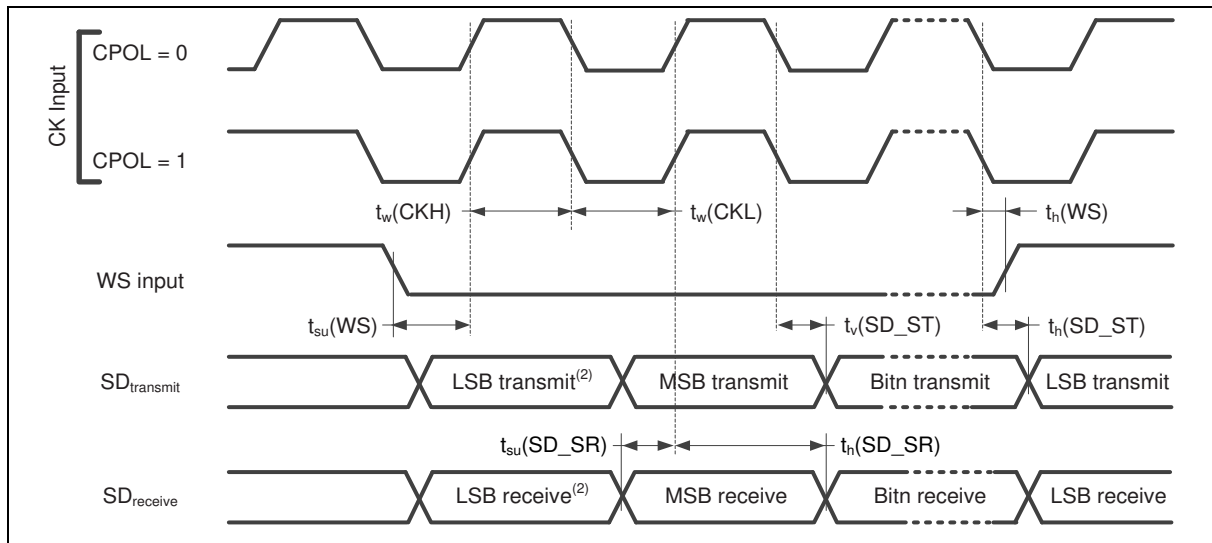 CK Input
CPOL = 0
CPOL = 1
tw(CKH)
tw(CKL)
th(WS)
WS input
tsu(WS)
tv(SD_ST)
th(SD_ST)
SDtransmit
LSB transmit(2)
MSB transmit
Bitn transmit
LSB transmit
tsu(SD_SR)
th(SD_SR)
SDreceive
LSB receive(2)
MSB receive
Bitn receive
LSB receive